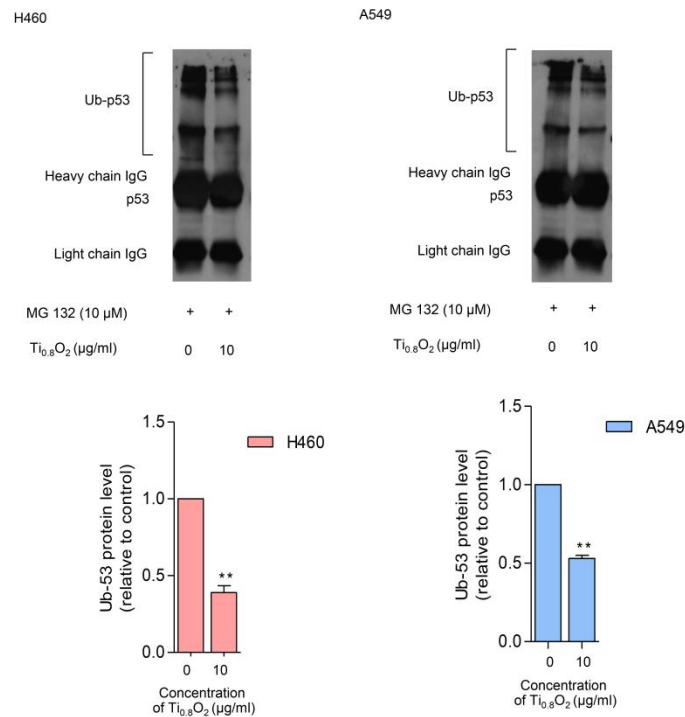 H460
Ub-p53
Heavy chain IgG
p53
Light chain IgG
MG 132 (10 µM) + +
Ti0.8O2 (µg/ml) 0 10
A549
Ub-p53
Heavy chain IgG
p53
Light chain IgG
MG 132 (10 µM) + +
Ti0.8O2 (µg/ml) 0 10
Ub-53 protein level
(relative to control)
1.5
1.0
0.5
0.0
H460
**
0 10
Concentration
of Ti0.8O2 (µg/ml)
Ub-53 protein level
(relative to control)
1.5
1.0
0.5
0.0
A549
**
0 10
Concentration
of Ti0.8O2 (µg/ml)